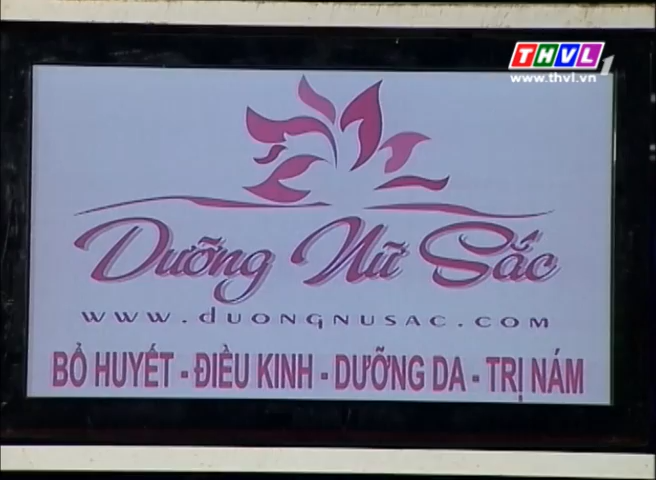 THVL1
www.thvl.vn
Dưỡng Nữ Sắc
www.duongnusac.com
BỔ HUYẾT - ĐIỀU KINH - DƯỠNG DA - TRỊ NÁM